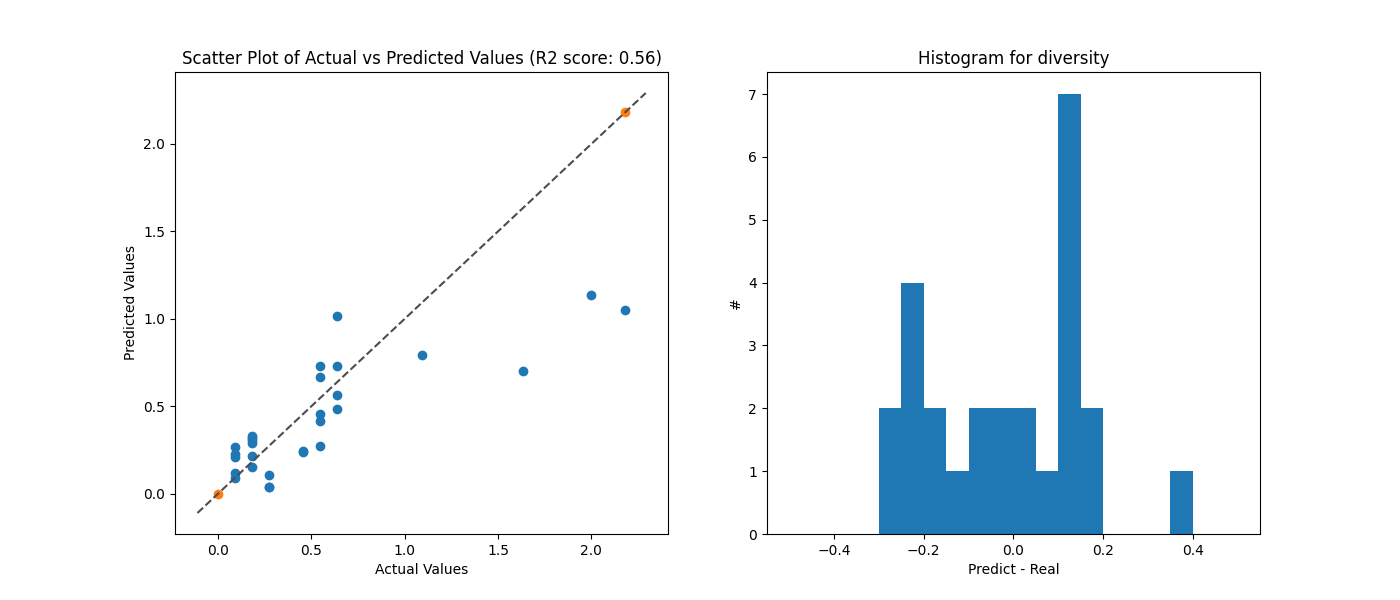 Scatter Plot of Actual vs Predicted Values (R2 score: 0.56)
2.0
1.5
1.0
0.5
0.0
Predicted Values
0.0 0.5 1.0 1.5 2.0
Actual Values
Histogram for diversity
7
6
5
4
3
2
1
0
#
−0.4 −0.2 0.0 0.2 0.4
Predict - Real